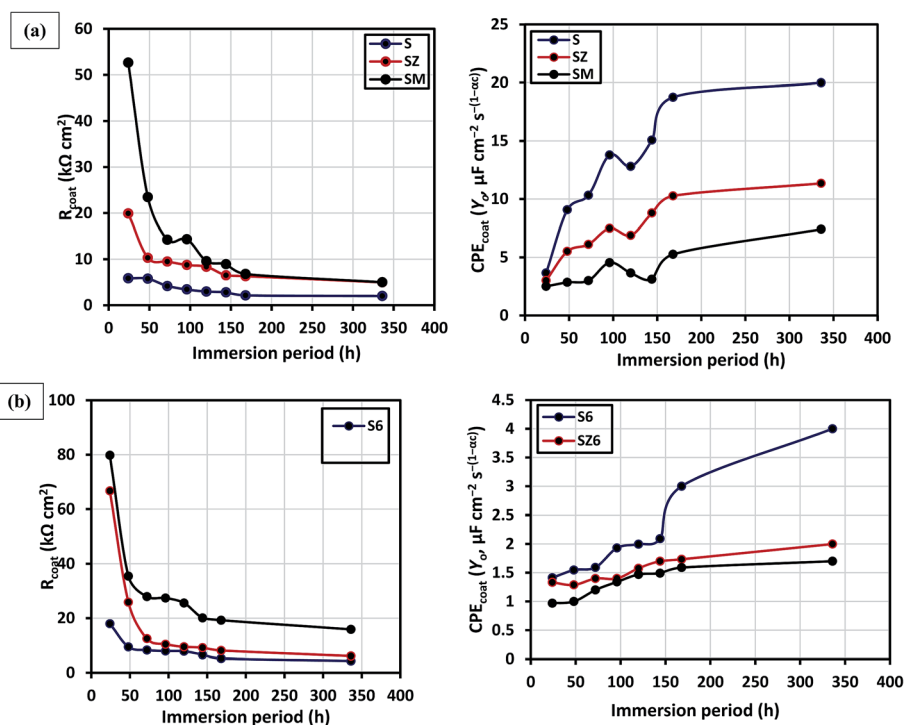 (a)
60
50
40
30
20
10
0
R_coat (kΩ cm²)
S
SZ
SM
0 50 100 150 200 250 300 350 400
Immersion period (h)
25
20
15
10
5
0
CPE_coat (Y_o, µF cm⁻² s^−(1−αc))
S
SZ
SM
0 50 100 150 200 250 300 350 400
Immersion period (h)
(b)
100
80
60
40
20
0
R_coat (kΩ cm²)
S6
0 50 100 150 200 250 300 350 400
Immersion period (h)
4.5
4
3.5
3
2.5
2
1.5
1
0.5
0
CPE_coat (Y_o, µF cm⁻² s^−(1−αc))
S6
SZ6
0 50 100 150 200 250 300 350 400
Immersion period (h)